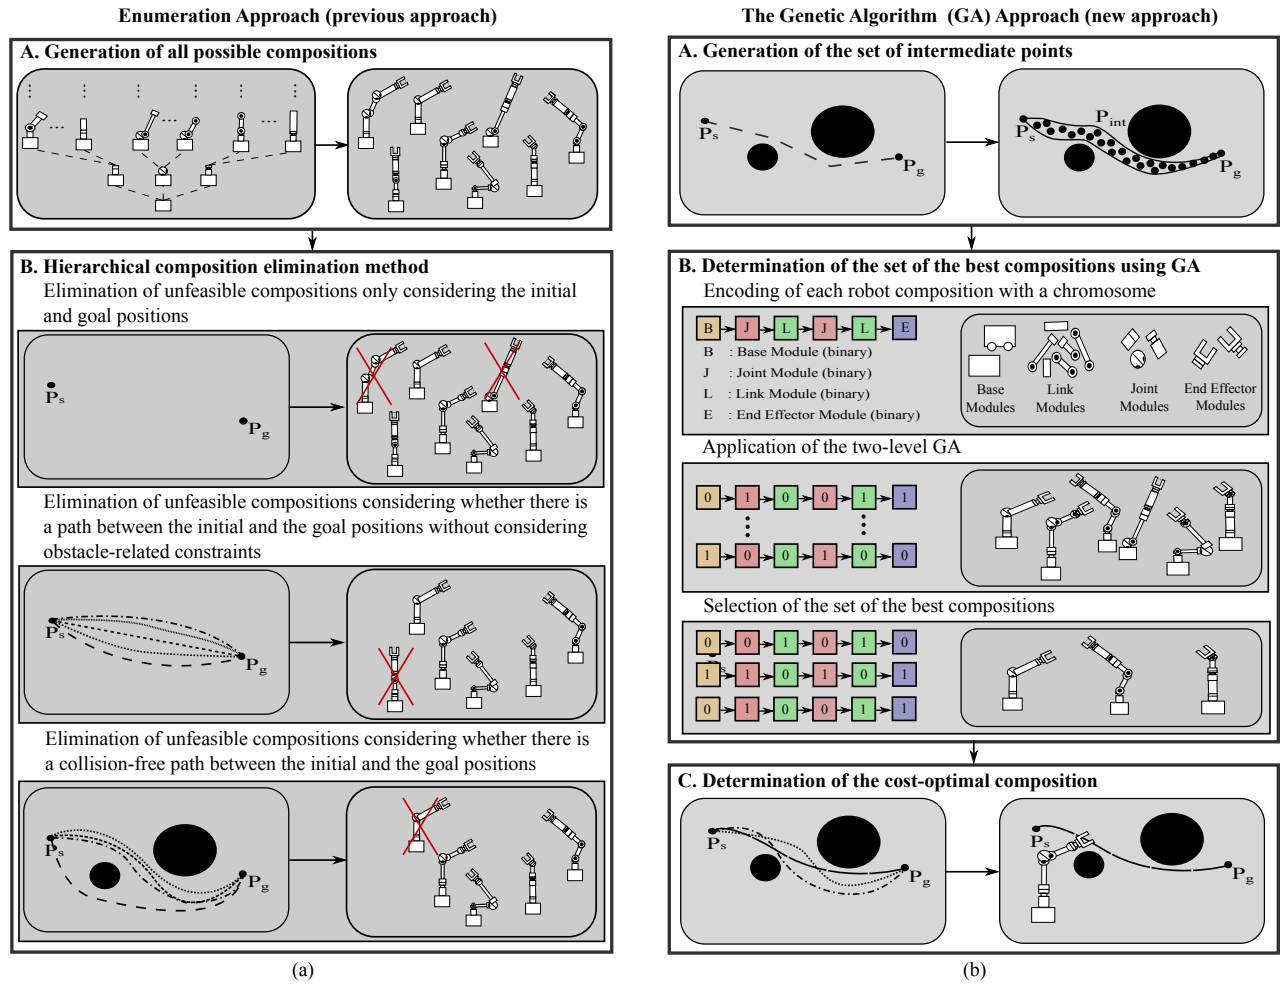 Enumeration Approach (previous approach)
A. Generation of all possible compositions
B. Hierarchical composition elimination method
Elimination of unfeasible compositions only considering the initial
and goal positions
Ps
Pg
Elimination of unfeasible compositions considering whether there is
a path between the initial and the goal positions without considering
obstacle-related constraints
Ps
Pg
Elimination of unfeasible compositions considering whether there is
a collision-free path between the initial and the goal positions
Ps
Pg
(a)
The Genetic Algorithm (GA) Approach (new approach)
A. Generation of the set of intermediate points
Ps
Pg
Pint
Ps
Pg
B. Determination of the set of the best compositions using GA
Encoding of each robot composition with a chromosome
B J L J L E
B : Base Module (binary)
J : Joint Module (binary)
L : Link Module (binary)
E : End Effector Module (binary)
Base
Modules
Link
Modules
Joint
Modules
End Effector
Modules
Application of the two-level GA
0 1 0 0 1 1
1 0 0 1 0 0
Selection of the set of the best compositions
0 0 1 0 1 0
Ps
1 1 0 1 0 1
0 1 0 0 1 1
C. Determination of the cost-optimal composition
Ps
Pg
Ps
Pg
(b)